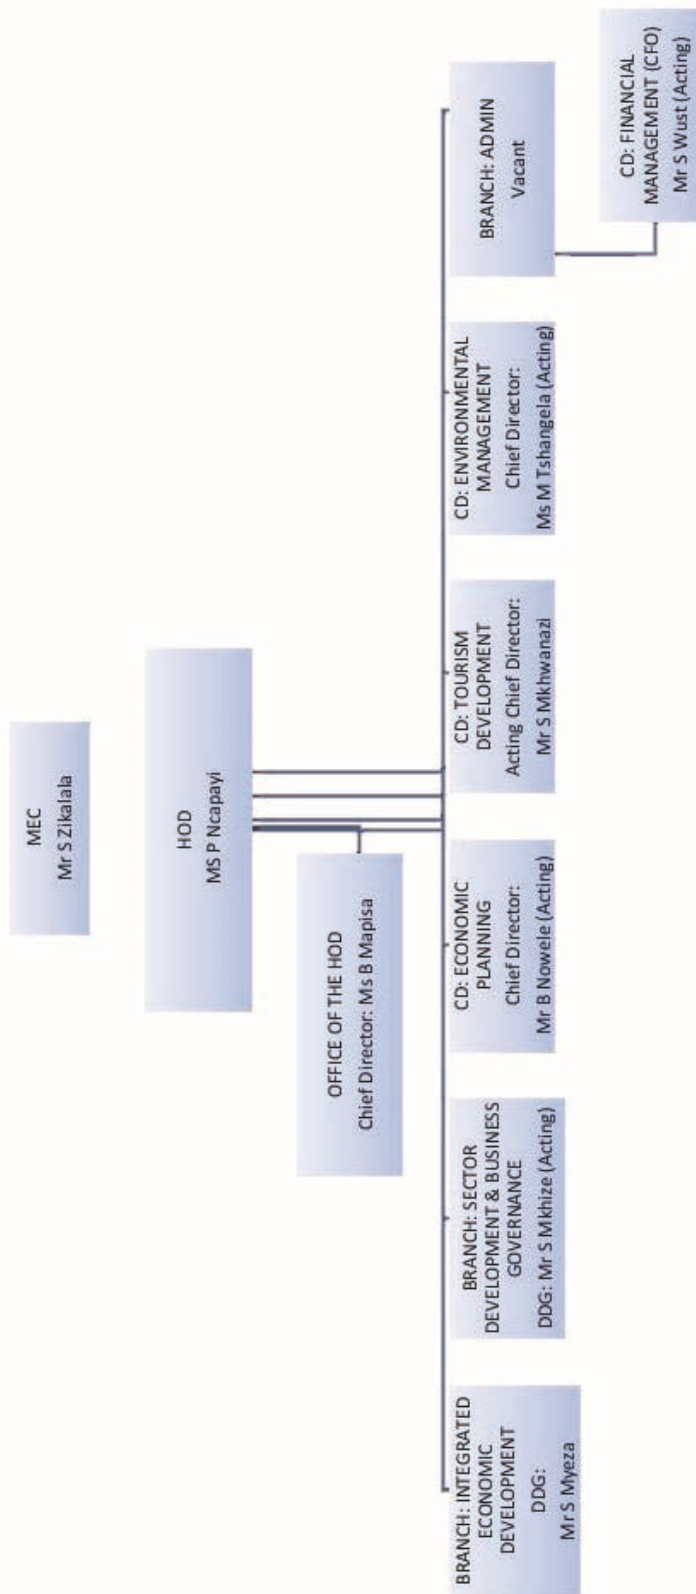 MEC
Mr S Zikalala
HOD
MS P Ncapayi
OFFICE OF THE HOD
Chief Director: Ms B Mapisa
BRANCH: INTEGRATED
ECONOMIC
DEVELOPMENT
DDG:
Mr S Myeza
BRANCH: SECTOR
DEVELOPMENT & BUSINESS
GOVERNANCE
DDG: Mr S Mkhize (Acting)
CD: ECONOMIC
PLANNING
Chief Director:
Mr B Nowele (Acting)
CD: TOURISM
DEVELOPMENT
Acting Chief Director:
Mr S Mkhwanazi
CD: ENVIRONMENTAL
MANAGEMENT
Chief Director:
Ms M Tshangela (Acting)
BRANCH: ADMIN
Vacant
CD: FINANCIAL
MANAGEMENT (CFO)
Mr S Wust (Acting)